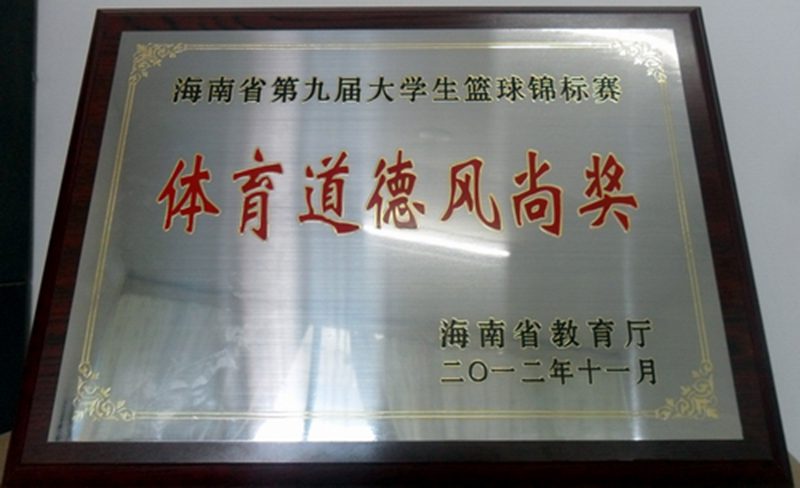 海南省第九届大学生篮球锦标赛
体育道德风尚奖
海南省教育厅
二〇一二年十一月